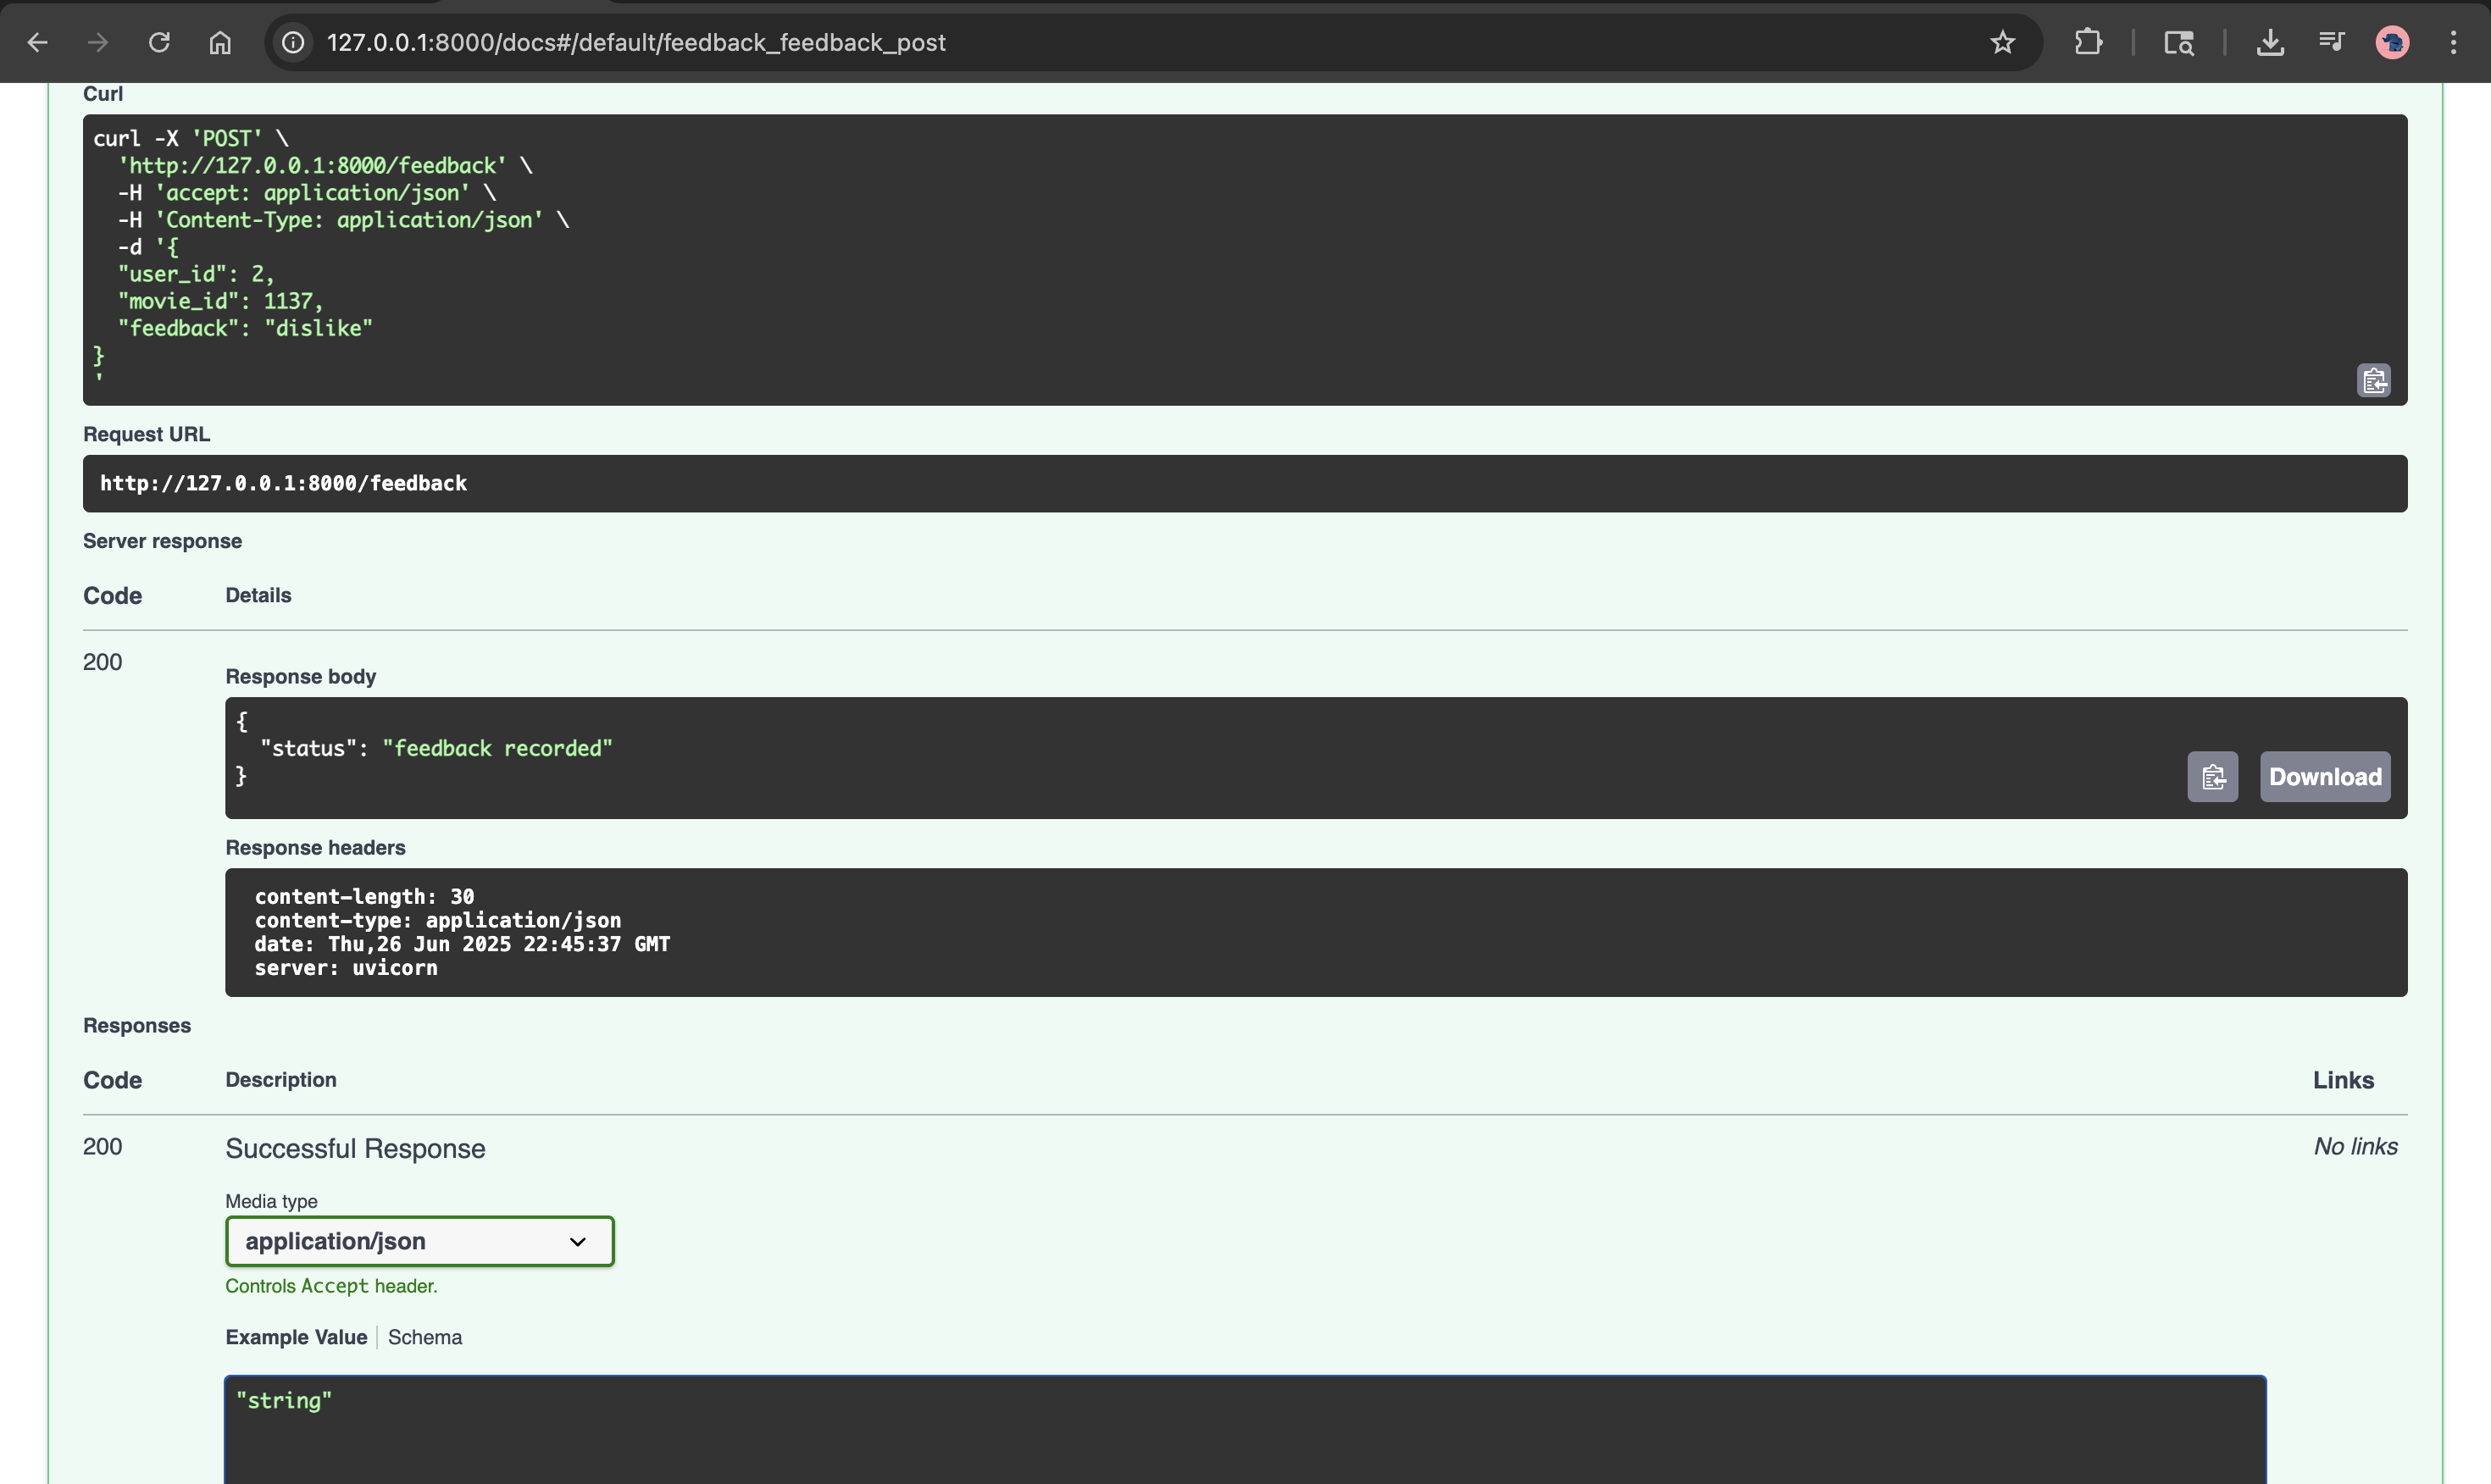 127.0.0.1:8000/docs#/default/feedback_feedback_post
Curl
curl -X 'POST' \
  'http://127.0.0.1:8000/feedback' \
  -H 'accept: application/json' \
  -H 'Content-Type: application/json' \
  -d '{
  "user_id": 2,
  "movie_id": 1137,
  "feedback": "dislike"
}
'
Request URL
http://127.0.0.1:8000/feedback
Server response
Code Details
200
Response body
{
  "status": "feedback recorded"
}
Download
Response headers
content-length: 30
content-type: application/json
date: Thu,26 Jun 2025 22:45:37 GMT
server: uvicorn
Responses
Code Description Links
200 Successful Response No links
Media type
application/json
Controls Accept header.
Example Value Schema
"string"